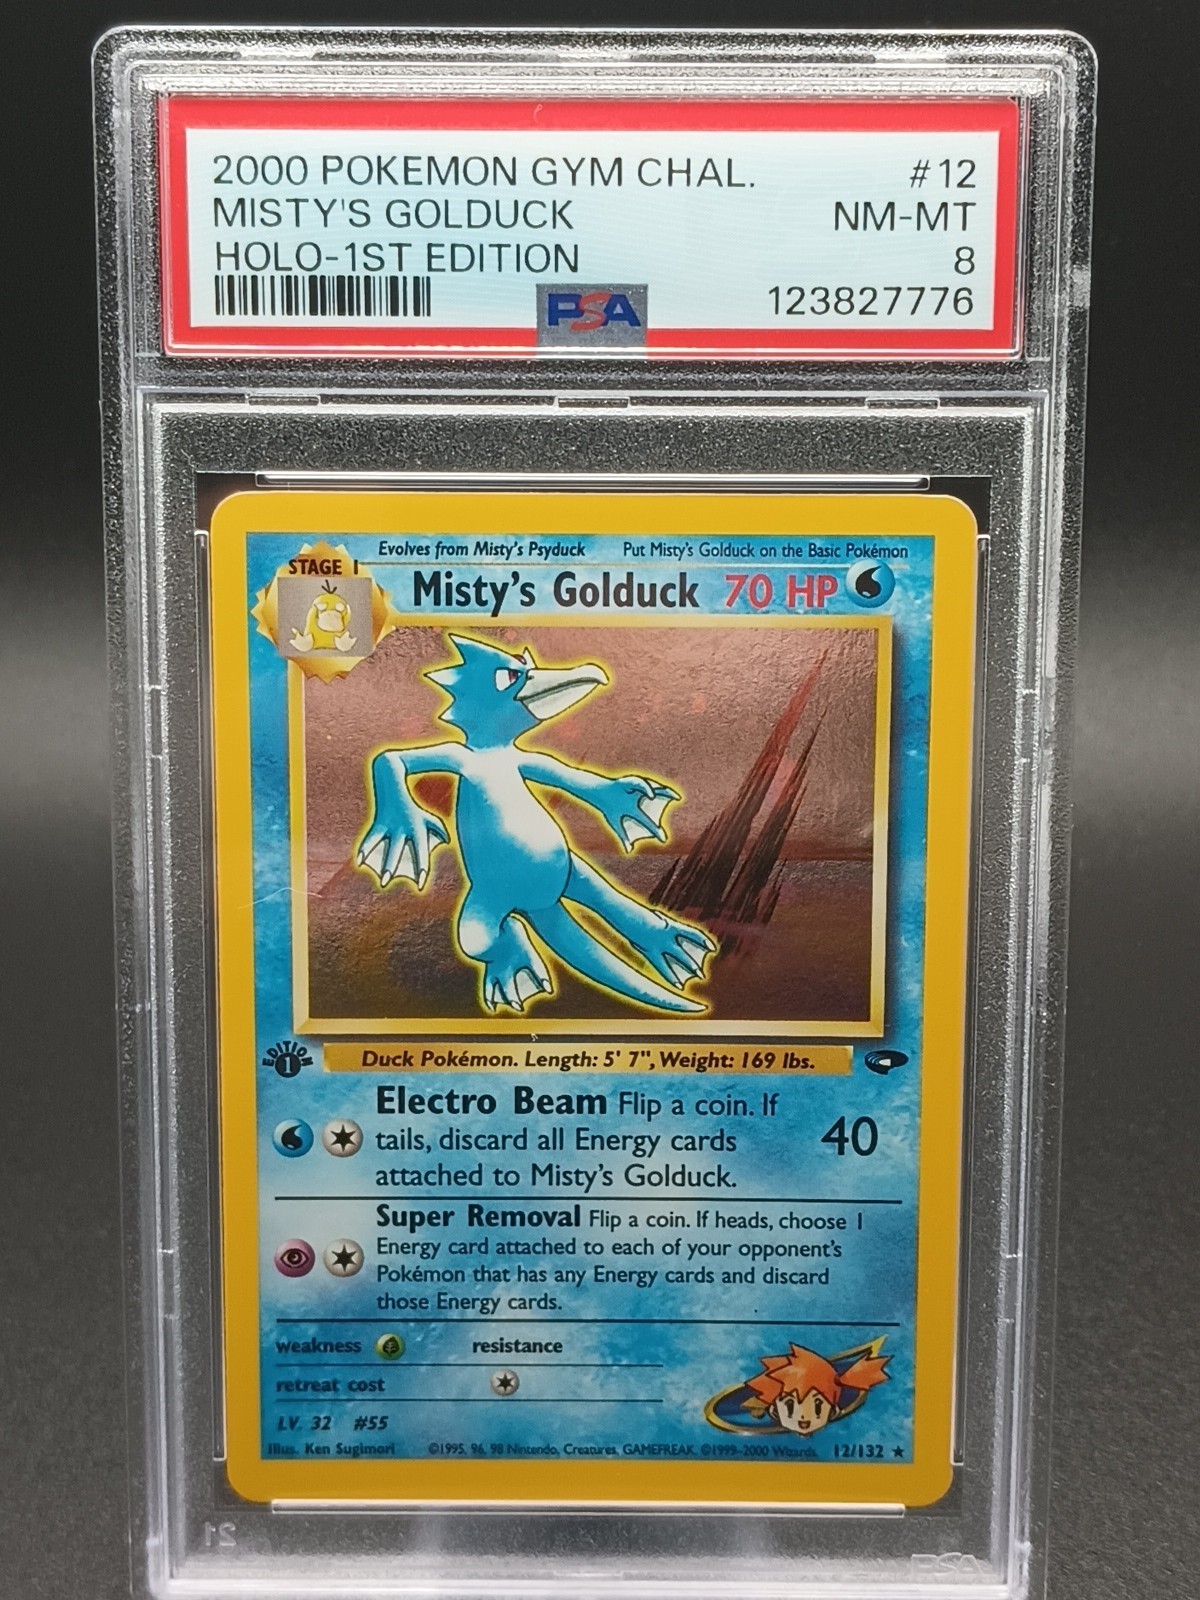 2000 POKEMON GYM CHAL. #12
MISTY'S GOLDUCK NM-MT
HOLO-1ST EDITION 8
PSA 123827776
Evolves from Misty's Psyduck Put Misty's Golduck on the Basic Pokémon
STAGE 1
Misty's Golduck 70 HP
EDITION 1
Duck Pokémon. Length: 5' 7", Weight: 169 lbs.
Electro Beam Flip a coin. If
tails, discard all Energy cards 40
attached to Misty's Golduck.
Super Removal Flip a coin. If heads, choose 1
Energy card attached to each of your opponent's
Pokémon that has any Energy cards and discard
those Energy cards.
weakness resistance
retreat cost
LV. 32 #55
Illus. Ken Sugimori ©1995, 96, 98 Nintendo, Creatures, GAMEFREAK. ©1999-2000 Wizards. 12/132 ★
PSA